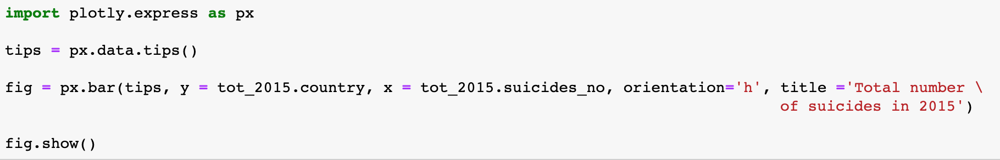 import plotly.express as px
tips = px.data.tips()
fig = px.bar(tips, y = tot_2015.country, x = tot_2015.suicides_no, orientation='h', title ='Total number \
of suicides in 2015')
fig.show()